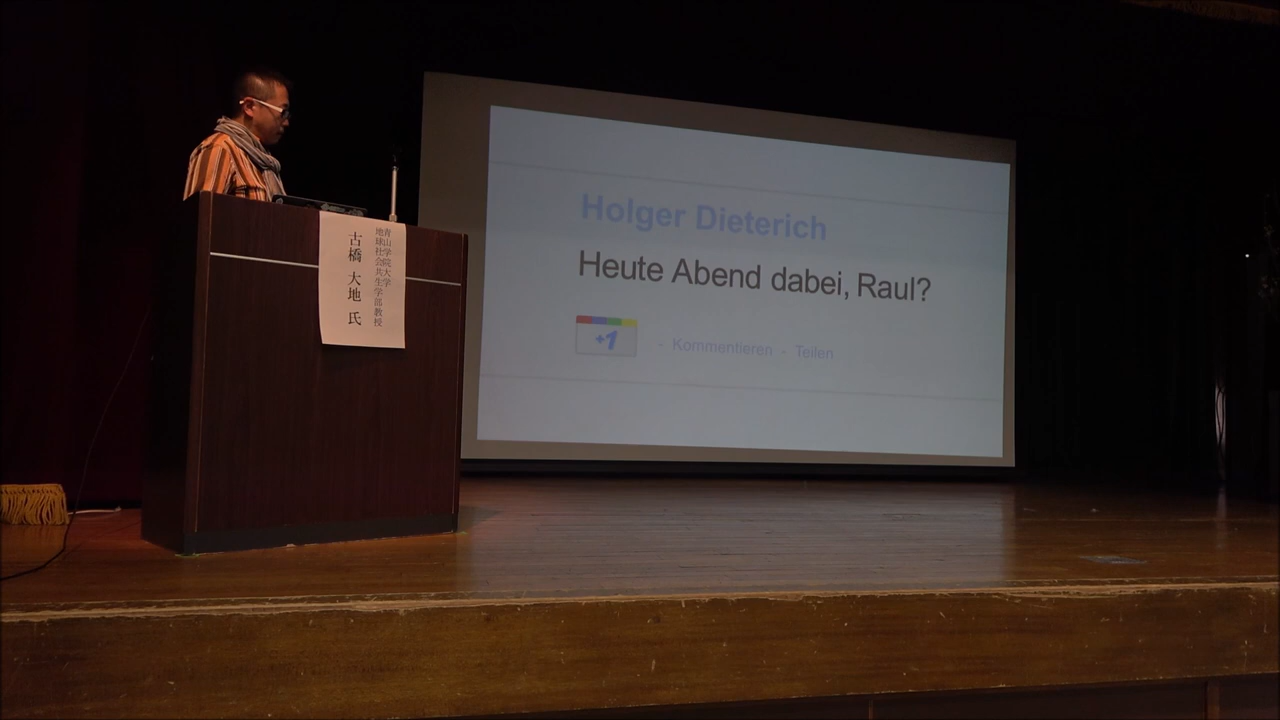 青山学院大学
地球社会共生学部教授
古橋 大地 氏
Holger Dieterich
Heute Abend dabei, Raul?
+1 - Kommentieren - Teilen